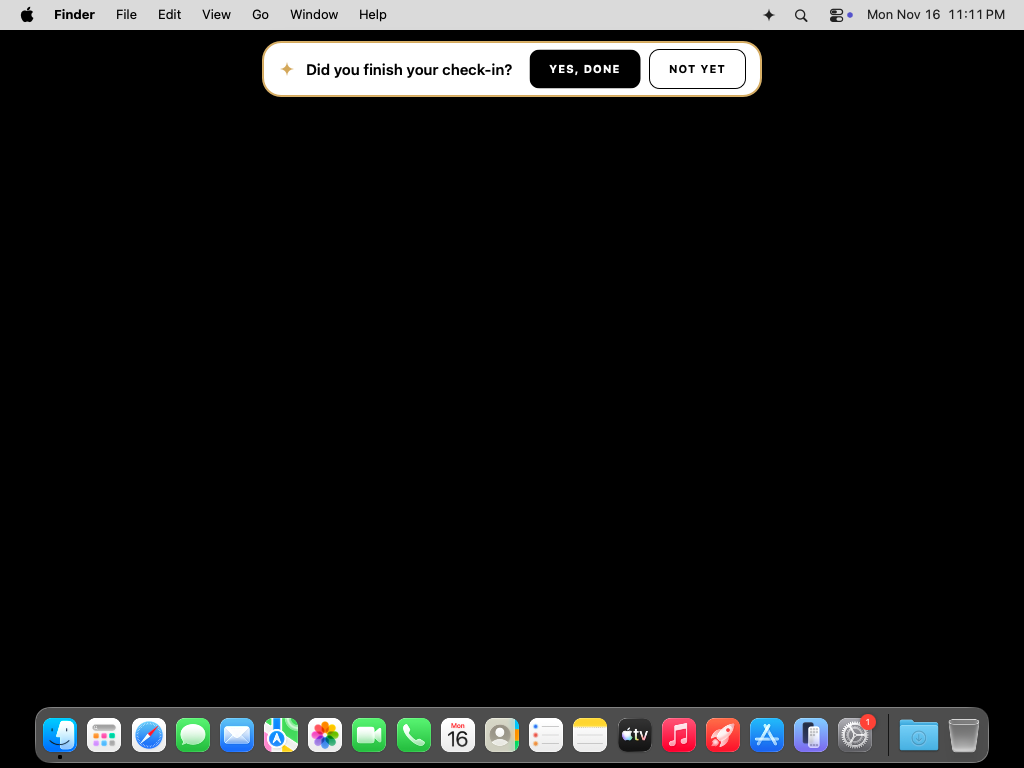 Finder File Edit View Go Window Help Mon Nov 16 11:11 PM
Did you finish your check-in? YES, DONE NOT YET
Mon
16
tv
1